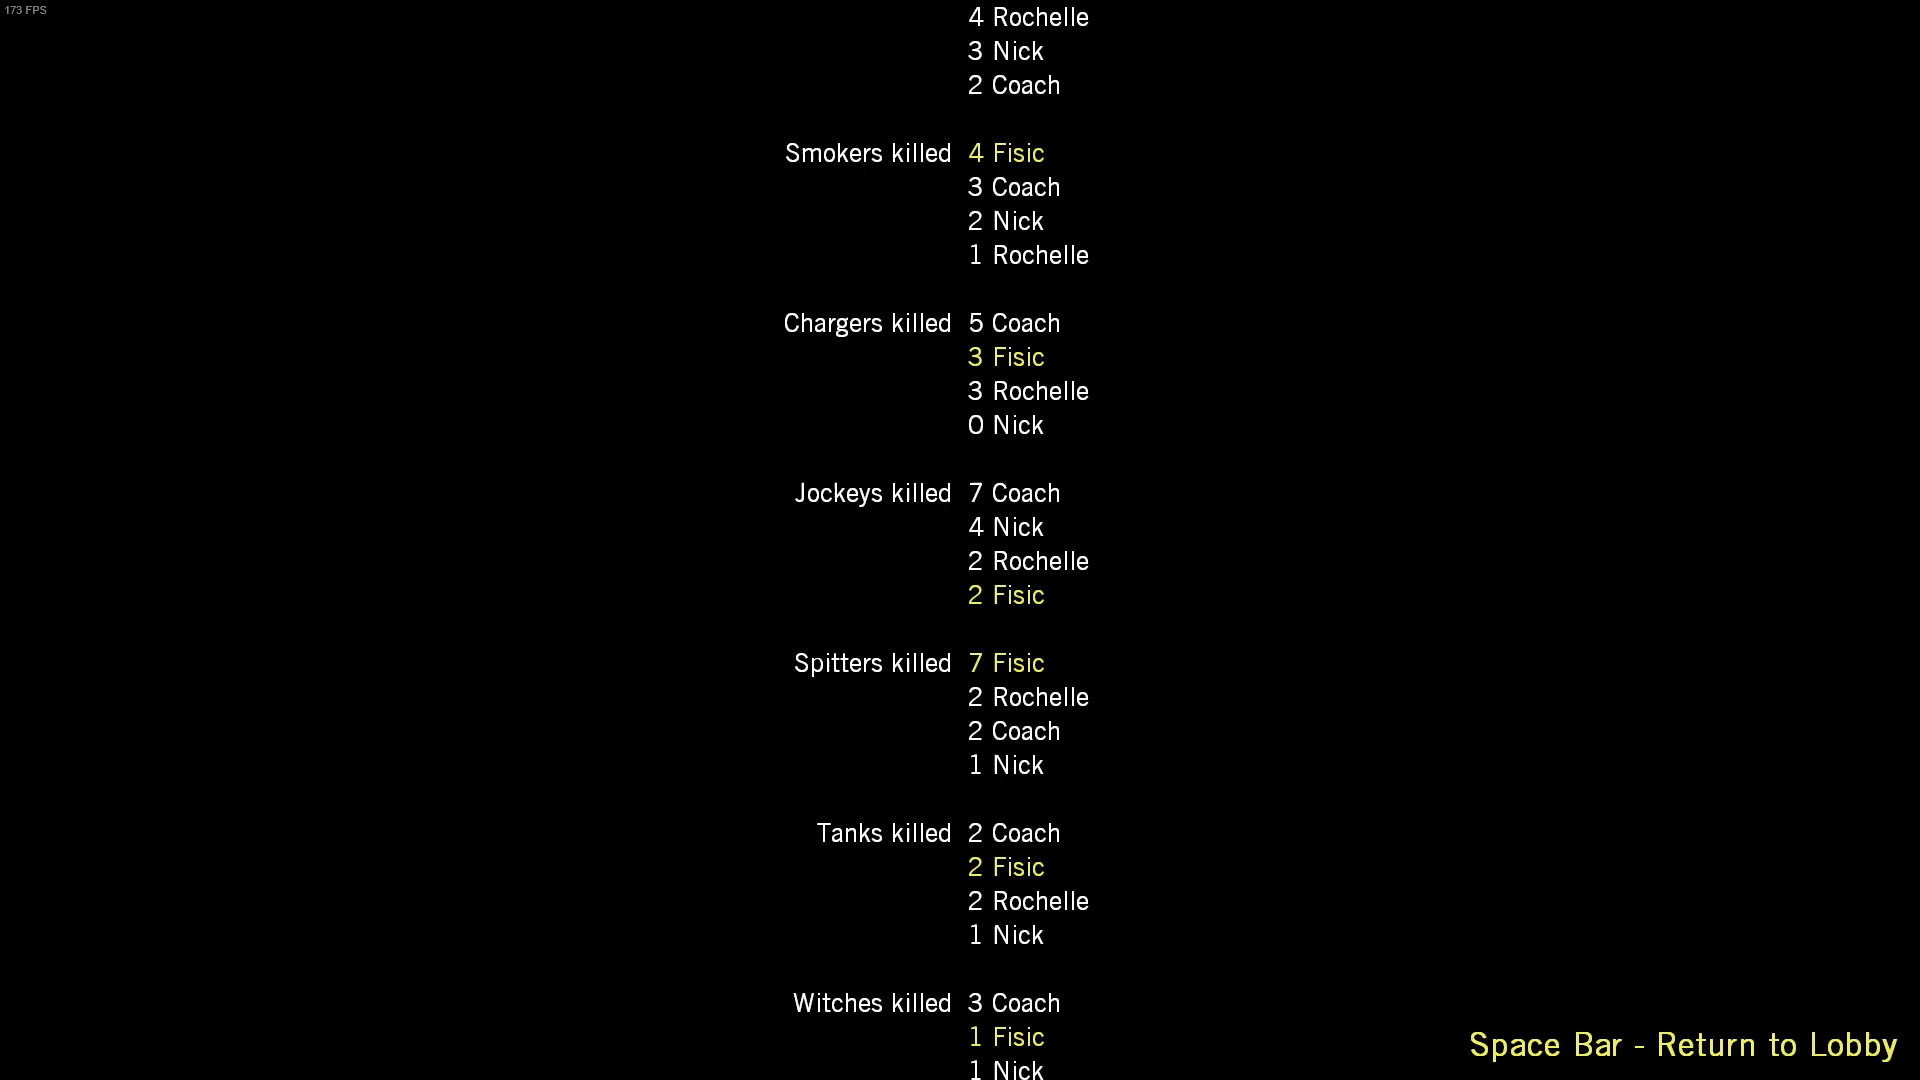 173 FPS
4 Rochelle
3 Nick
2 Coach
Smokers killed 4 Fisic
3 Coach
2 Nick
1 Rochelle
Chargers killed 5 Coach
3 Fisic
3 Rochelle
0 Nick
Jockeys killed 7 Coach
4 Nick
2 Rochelle
2 Fisic
Spitters killed 7 Fisic
2 Rochelle
2 Coach
1 Nick
Tanks killed 2 Coach
2 Fisic
2 Rochelle
1 Nick
Witches killed 3 Coach
1 Fisic
1 Nick
Space Bar - Return to Lobby